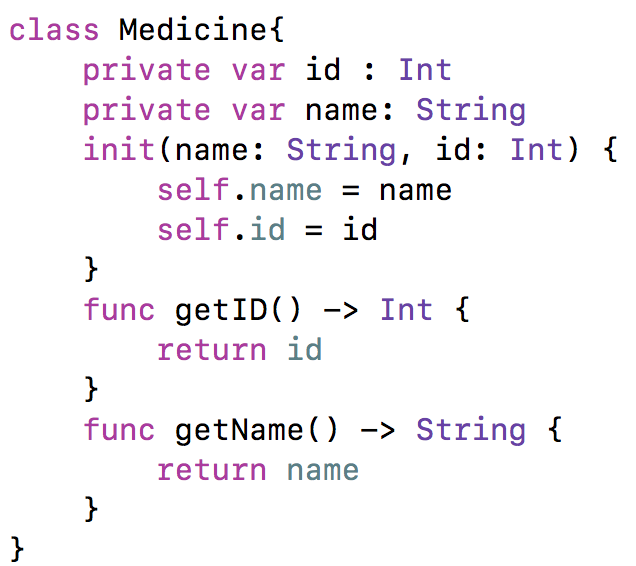 class Medicine{
    private var id : Int
    private var name: String
    init(name: String, id: Int) {
        self.name = name
        self.id = id
    }
    func getID() -> Int {
        return id
    }
    func getName() -> String {
        return name
    }
}